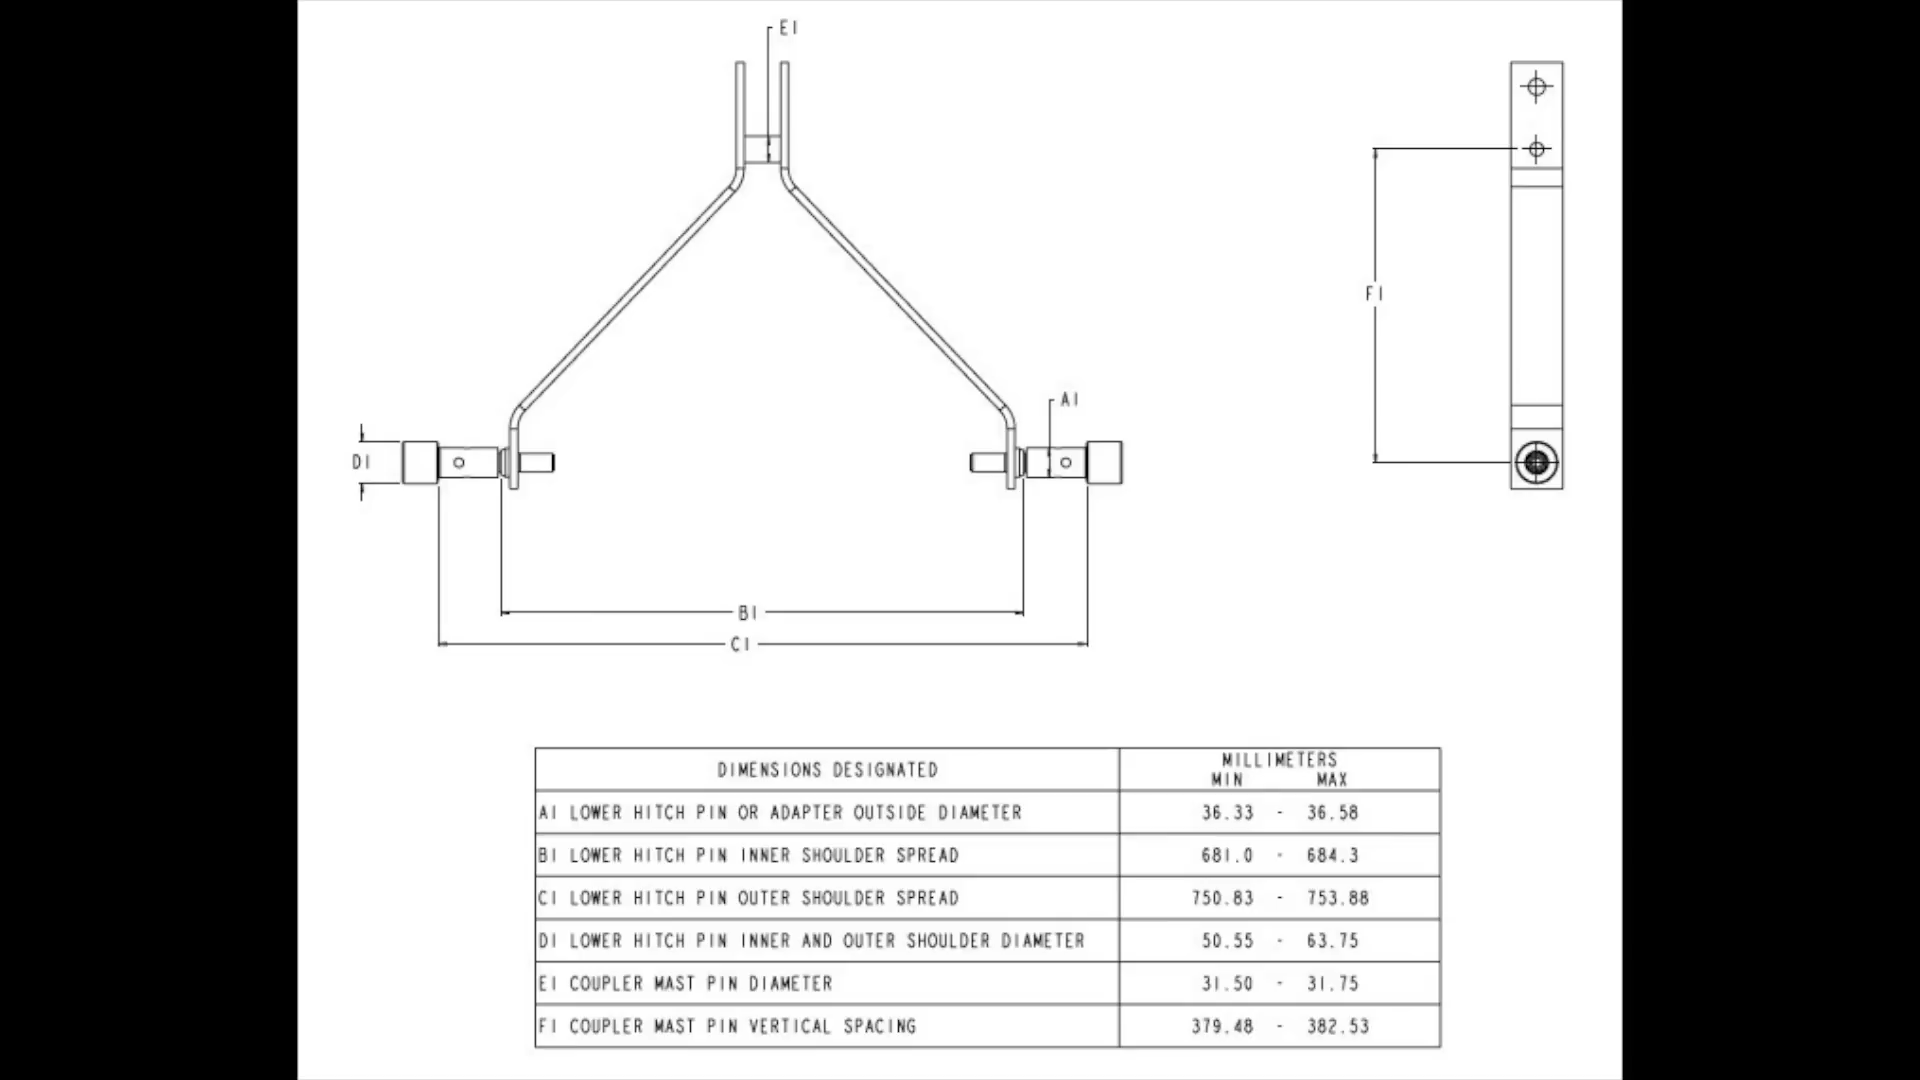 E1
F1
A1
D1
B1
C1
DIMENSIONS DESIGNATED
MILLIMETERS
MIN MAX
A1 LOWER HITCH PIN OR ADAPTER OUTSIDE DIAMETER 36.33 - 36.58
B1 LOWER HITCH PIN INNER SHOULDER SPREAD 681.0 - 684.3
C1 LOWER HITCH PIN OUTER SHOULDER SPREAD 750.83 - 753.88
D1 LOWER HITCH PIN INNER AND OUTER SHOULDER DIAMETER 50.55 - 63.75
E1 COUPLER MAST PIN DIAMETER 31.50 - 31.75
F1 COUPLER MAST PIN VERTICAL SPACING 379.48 - 382.53